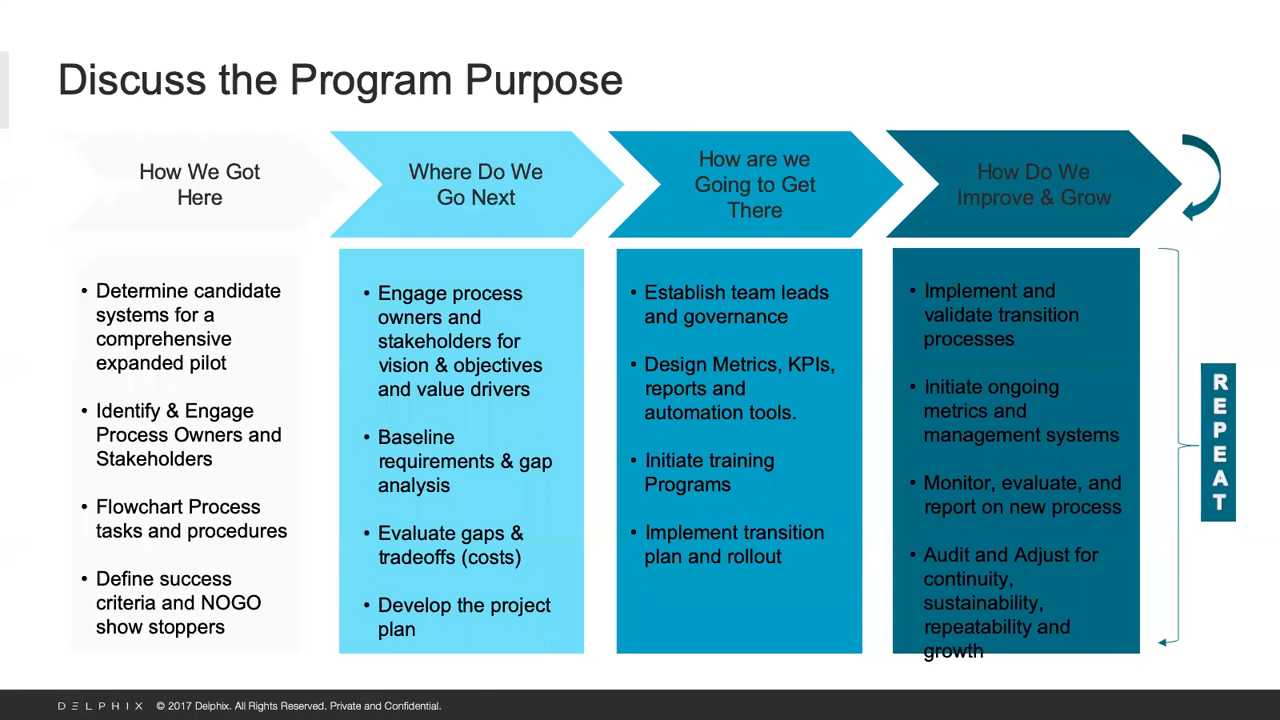 Discuss the Program Purpose
How We Got
Here
• Determine candidate
systems for a
comprehensive
expanded pilot
• Identify & Engage
Process Owners and
Stakeholders
• Flowchart Process
tasks and procedures
• Define success
criteria and NOGO
show stoppers
Where Do We
Go Next
• Engage process
owners and
stakeholders for
vision & objectives
and value drivers
• Baseline
requirements & gap
analysis
• Evaluate gaps &
tradeoffs (costs)
• Develop the project
plan
How are we
Going to Get
There
• Establish team leads
and governance
• Design Metrics, KPIs,
reports and
automation tools.
• Initiate training
Programs
• Implement transition
plan and rollout
How Do We
Improve & Grow
• Implement and
validate transition
processes
• Initiate ongoing
metrics and
management systems
• Monitor, evaluate, and
report on new process
• Audit and Adjust for
continuity,
sustainability,
repeatability and
growth
REPEAT
DELPHIX © 2017 Delphix. All Rights Reserved. Private and Confidential.